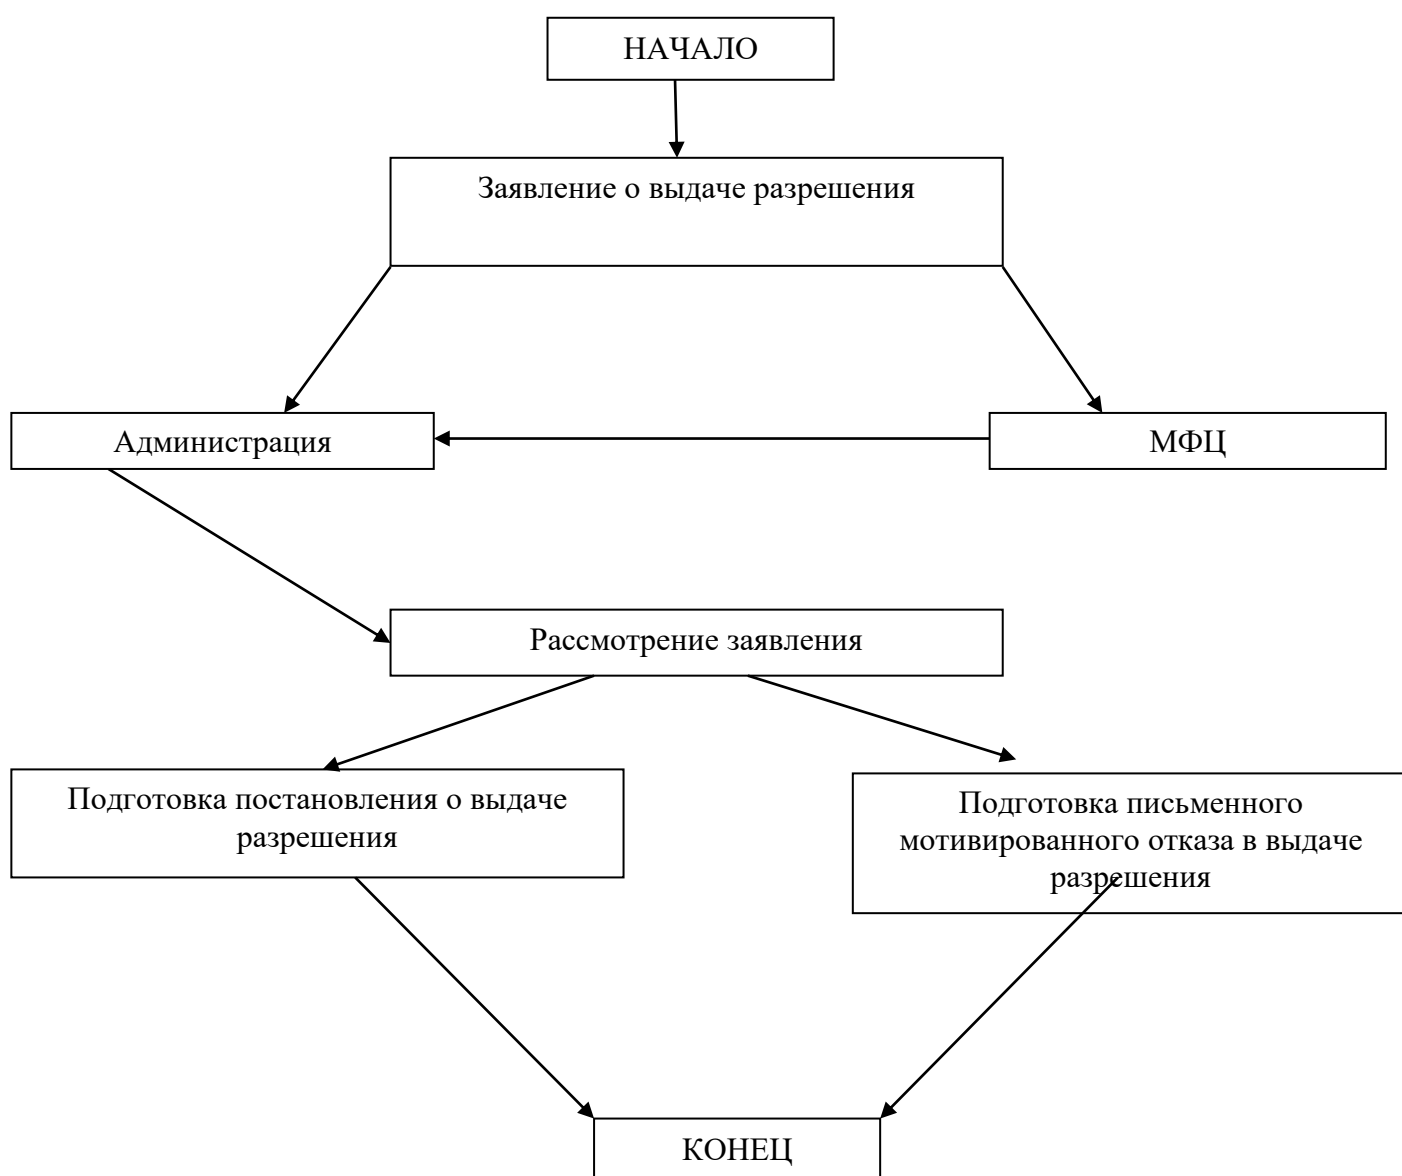 НАЧАЛО
Заявление о выдаче разрешения
Администрация
МФЦ
Рассмотрение заявления
Подготовка постановления о выдаче
разрешения
Подготовка письменного
мотивированного отказа в выдаче
разрешения
КОНЕЦ